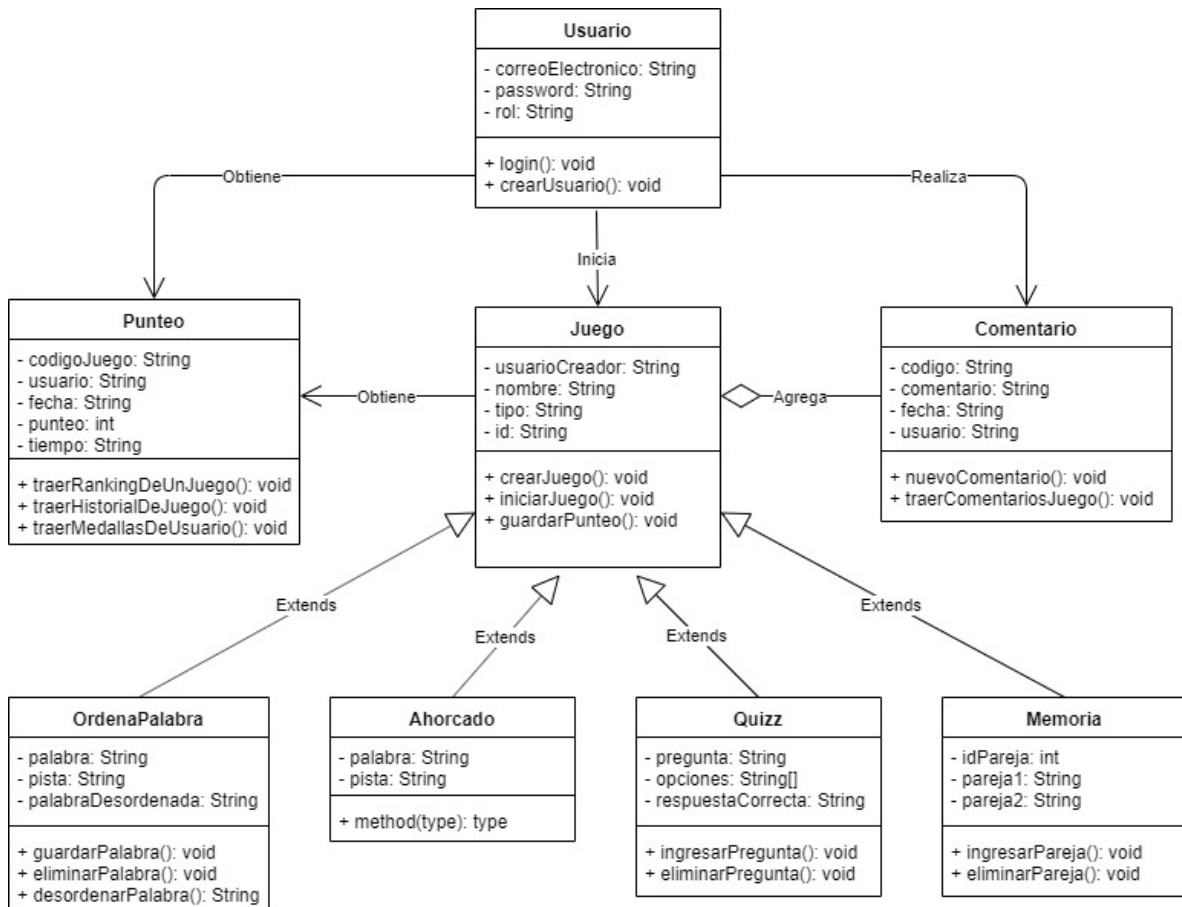 Usuario
- correoElectronico: String
- password: String
- rol: String
+ login(): void
+ crearUsuario(): void
Obtiene
Realiza
Inicia
Punteo
- codigoJuego: String
- usuario: String
- fecha: String
- punteo: int
- tiempo: String
+ traerRankingDeUnJuego(): void
+ traerHistorialDeJuego(): void
+ traerMedallasDeUsuario(): void
Obtiene
Juego
- usuarioCreador: String
- nombre: String
- tipo: String
- id: String
+ crearJuego(): void
+ iniciarJuego(): void
+ guardarPunteo(): void
Agrega
Comentario
- codigo: String
- comentario: String
- fecha: String
- usuario: String
+ nuevoComentario(): void
+ traerComentariosJuego(): void
Extends
Extends
Extends
Extends
OrdenaPalabra
- palabra: String
- pista: String
- palabraDesordenada: String
+ guardarPalabra(): void
+ eliminarPalabra(): void
+ desordenarPalabra(): String
Ahorcado
- palabra: String
- pista: String
+ method(type): type
Quizz
- pregunta: String
- opciones: String[]
- respuestaCorrecta: String
+ ingresarPregunta(): void
+ eliminarPregunta(): void
Memoria
- idPareja: int
- pareja1: String
- pareja2: String
+ ingresarPareja(): void
+ eliminarPareja(): void